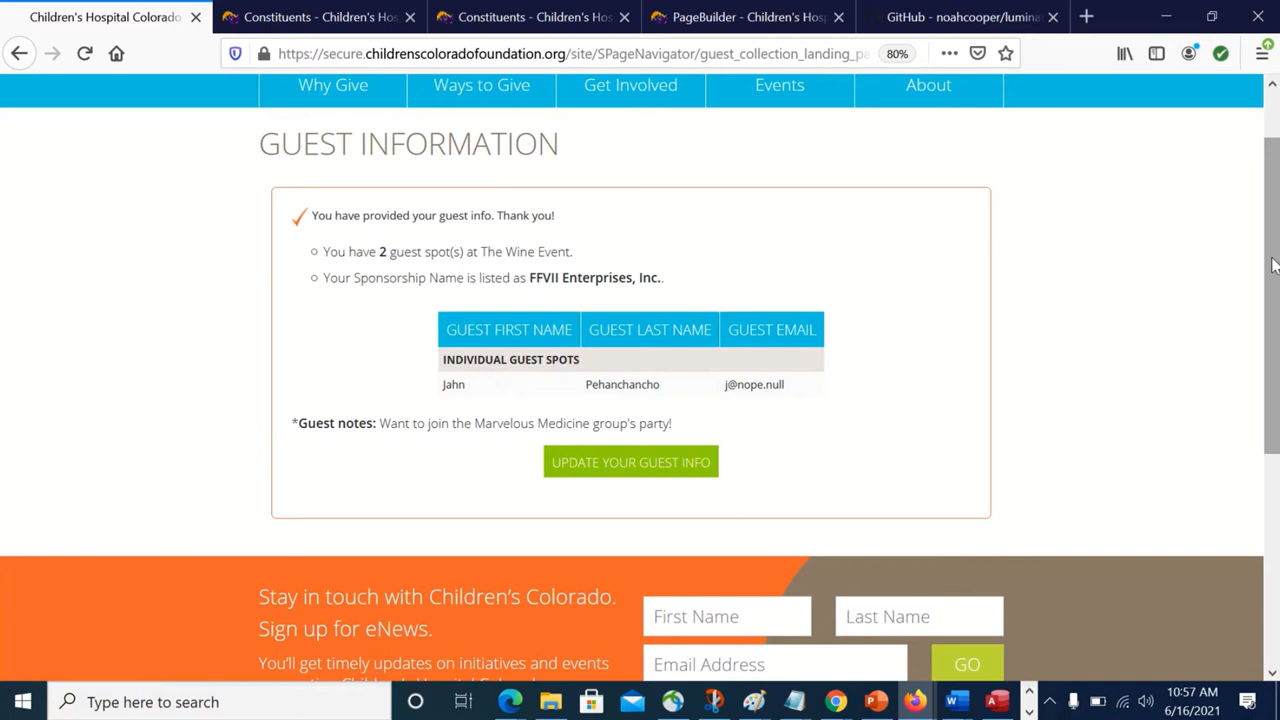 Children's Hospital Colorado
Constituents - Children's Hos
Constituents - Children's Hos
PageBuilder - Children's Hosp
GitHub - noahcooper/lumina
https://secure.childrenscoloradofoundation.org/site/SPageNavigator/guest_collection_landing_pa
80%
Why Give
Ways to Give
Get Involved
Events
About
GUEST INFORMATION
You have provided your guest info. Thank you!
You have 2 guest spot(s) at The Wine Event.
Your Sponsorship Name is listed as FFVII Enterprises, Inc..
GUEST FIRST NAME GUEST LAST NAME GUEST EMAIL
INDIVIDUAL GUEST SPOTS
Jahn Pehanchancho j@nope.null
*Guest notes: Want to join the Marvelous Medicine group's party!
UPDATE YOUR GUEST INFO
Stay in touch with Children's Colorado.
Sign up for eNews.
First Name
Last Name
You'll get timely updates on initiatives and events
Email Address
GO
Type here to search
10:57 AM
6/16/2021